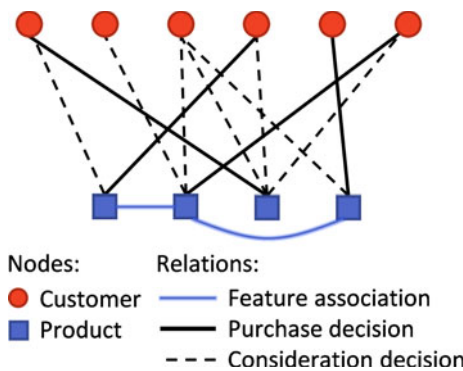 Nodes: Relations:
Customer Feature association
Product Purchase decision
Consideration decision